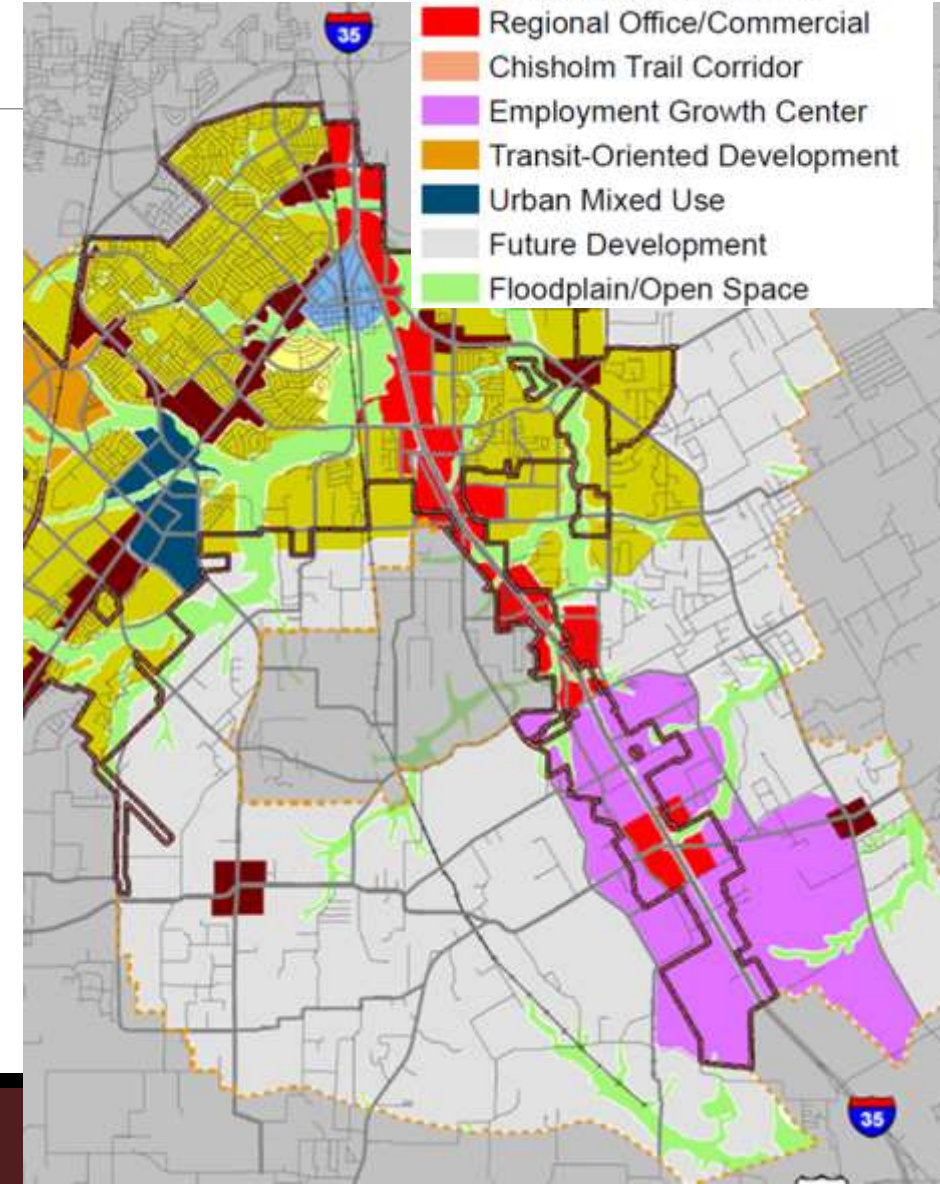 35
Regional Office/Commercial
Chisholm Trail Corridor
Employment Growth Center
Transit-Oriented Development
Urban Mixed Use
Future Development
Floodplain/Open Space
35